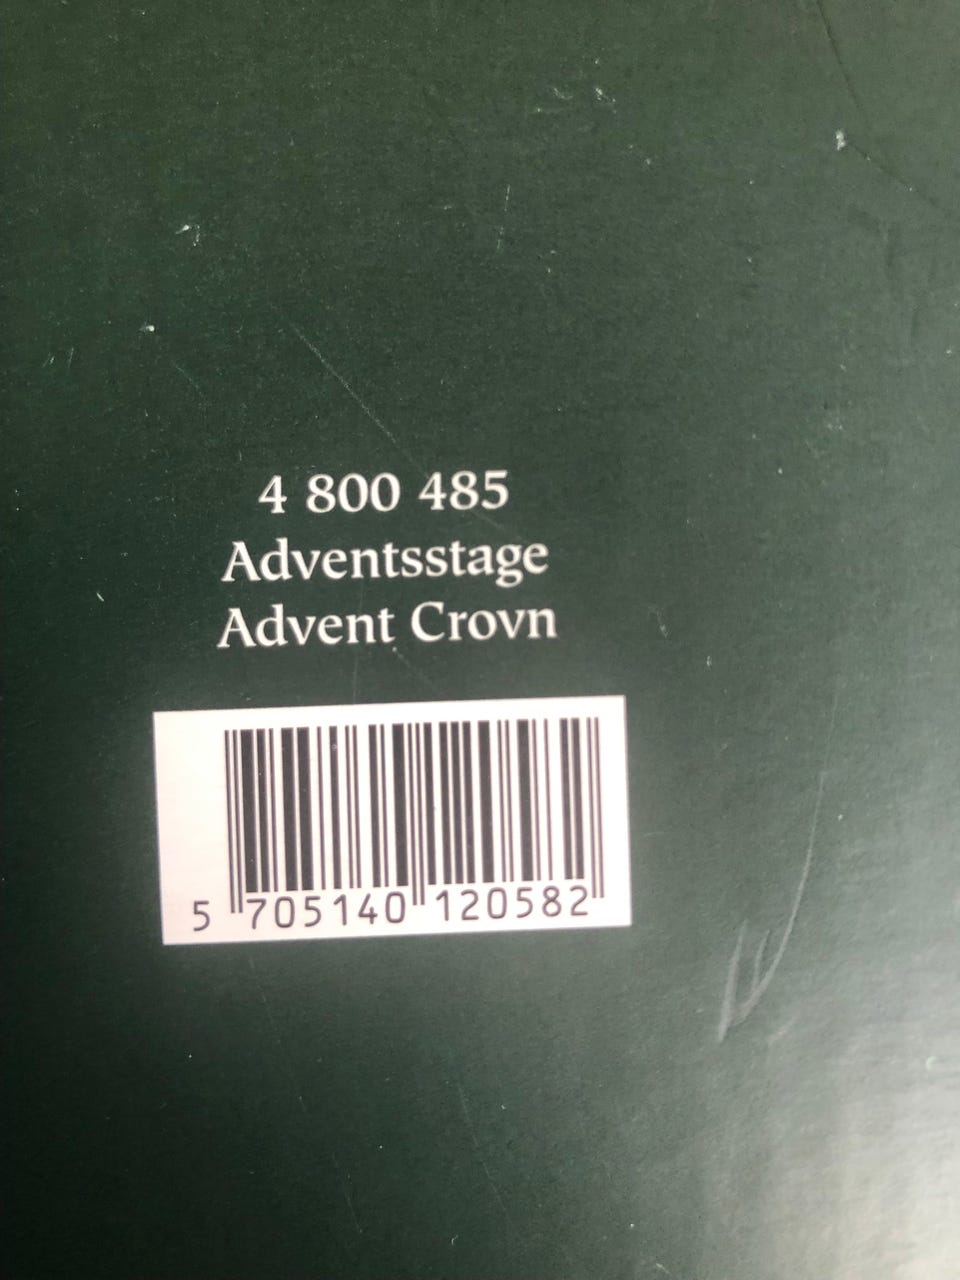 4 800 485
Adventsstage
Advent Crovn
5 705140 120582